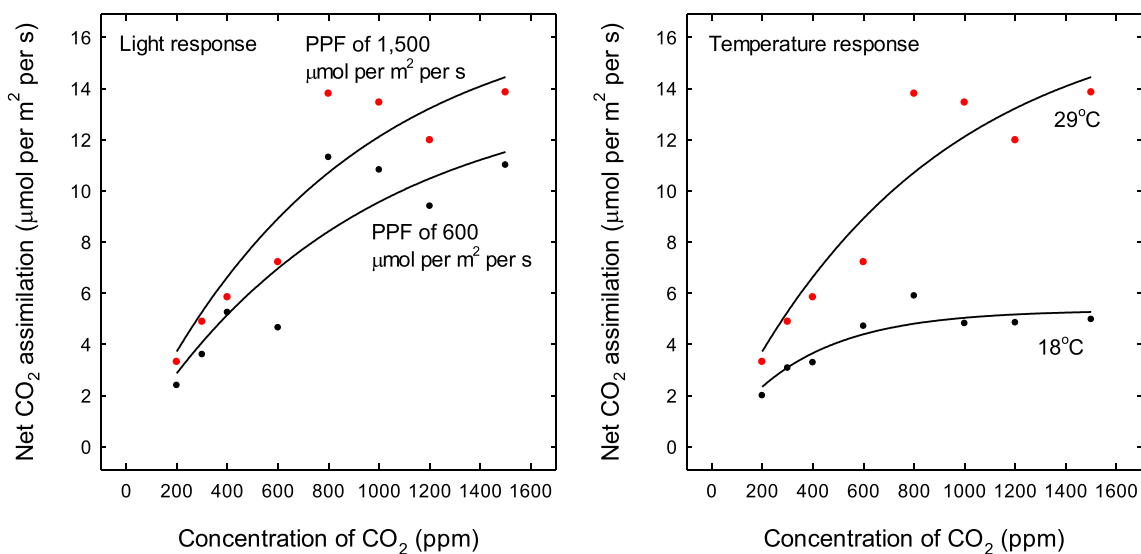 Light response
PPF of 1,500
μmol per m² per s
PPF of 600
μmol per m² per s
Net CO₂ assimilation (μmol per m² per s)
16
14
12
10
8
6
4
2
0
0 200 400 600 800 1000 1200 1400 1600
Concentration of CO₂ (ppm)
Temperature response
29°C
18°C
Net CO₂ assimilation (μmol per m² per s)
16
14
12
10
8
6
4
2
0
0 200 400 600 800 1000 1200 1400 1600
Concentration of CO₂ (ppm)